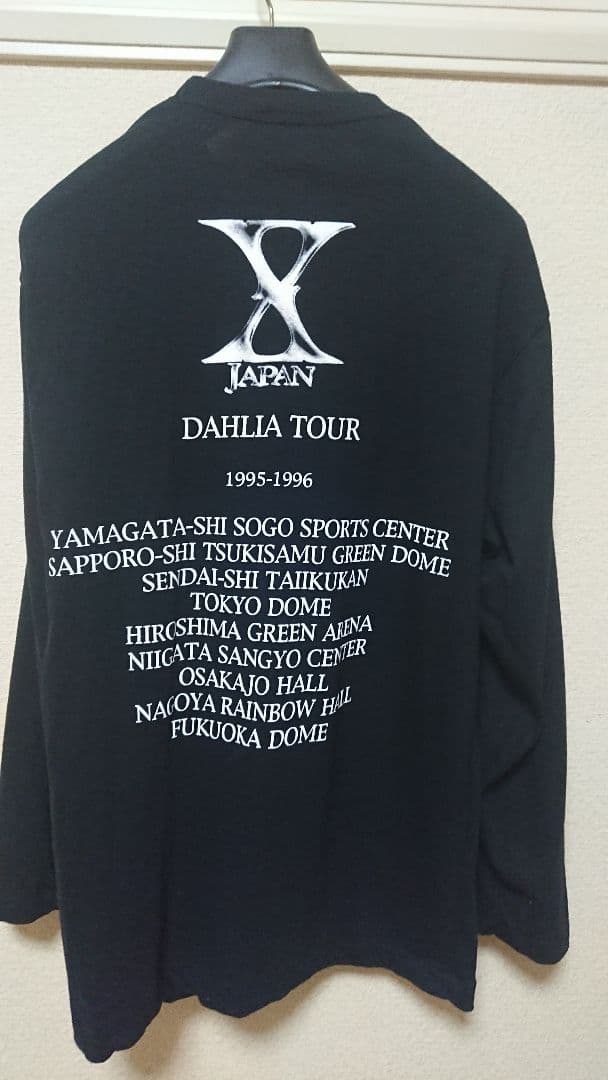 X
JAPAN
DAHLIA TOUR
1995-1996
YAMAGATA-SHI SOGO SPORTS CENTER
SAPPORO-SHI TSUKISAMU GREEN DOME
SENDAI-SHI TAIIKUKAN
TOKYO DOME
HIROSHIMA GREEN ARENA
NIIGATA SANGYO CENTER
OSAKAJO HALL
NAGOYA RAINBOW HALL
FUKUOKA DOME